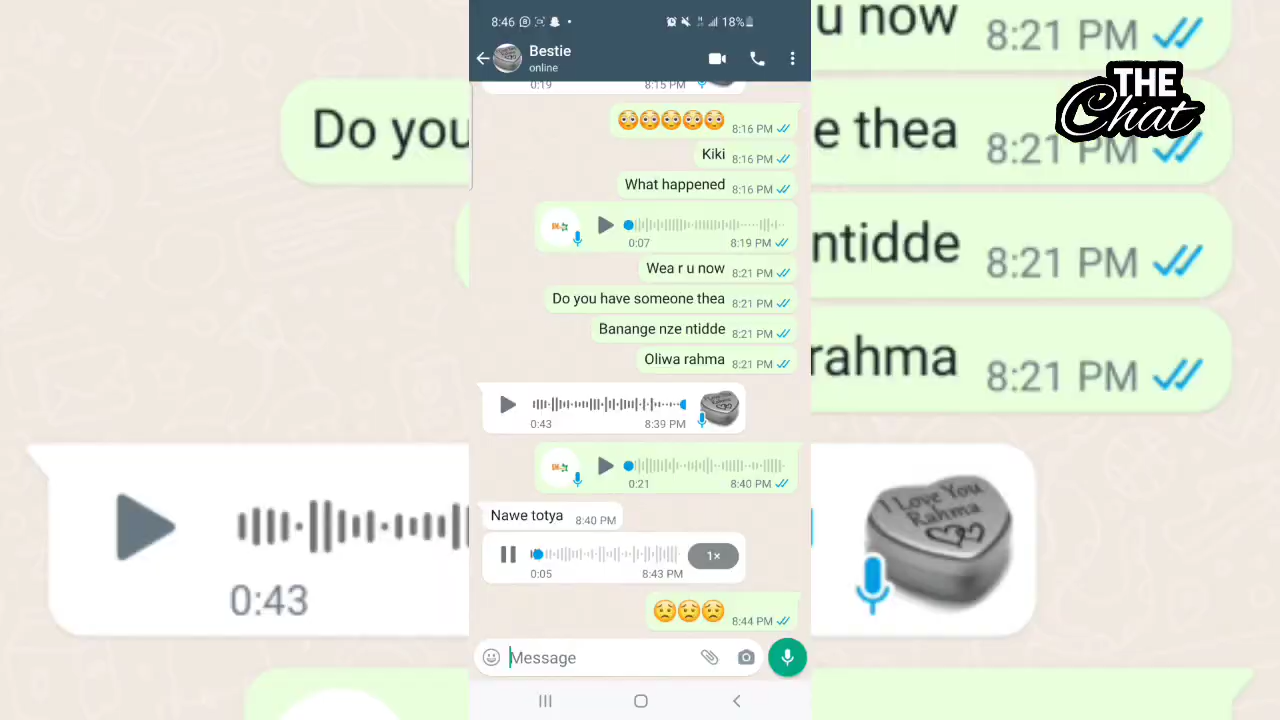 8:46
18%
Bestie
online
0:19 8:15 PM
8:16 PM
Kiki 8:16 PM
What happened 8:16 PM
0:07 8:19 PM
Wea r u now 8:21 PM
Do you have someone thea 8:21 PM
Banange nze ntidde 8:21 PM
Oliwa rahma 8:21 PM
0:43 8:39 PM
0:21 8:40 PM
Nawe totya 8:40 PM
0:05 8:43 PM
1×
8:44 PM
Message
THE
Chat
u now 8:21 PM
Do you
e thea 8:21 PM
ntidde 8:21 PM
rahma 8:21 PM
0:43
I Love You
Rahma